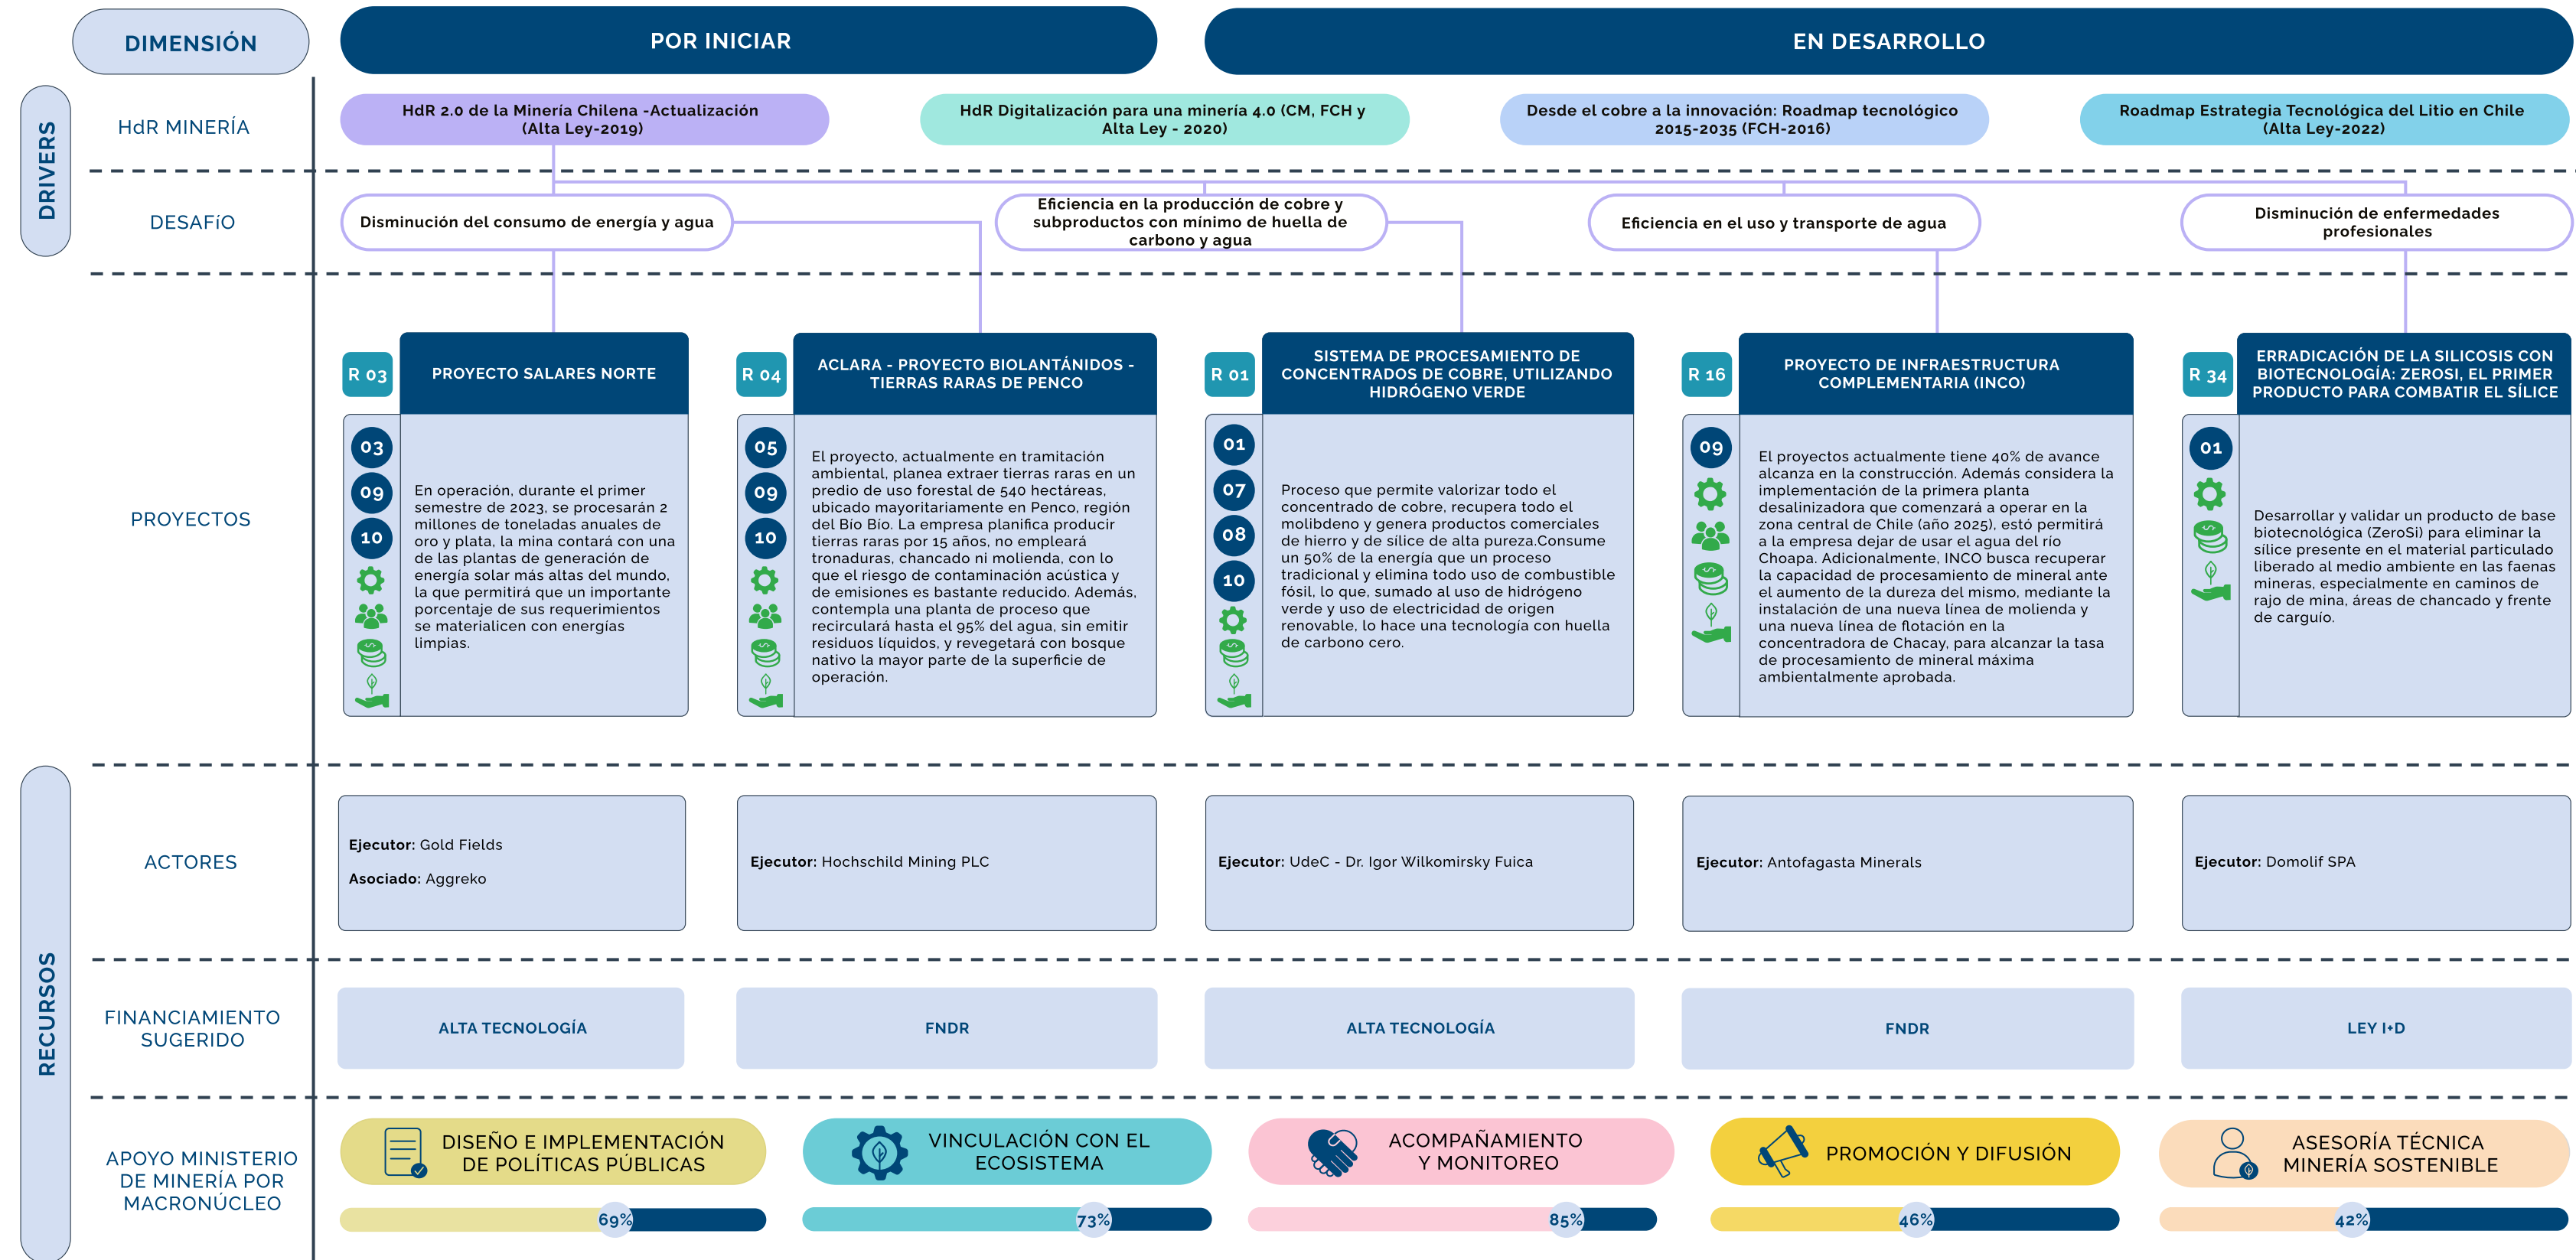 DIMENSIÓN
POR INICIAR
EN DESARROLLO
DRIVERS
HdR MINERÍA
HdR 2.0 de la Minería Chilena -Actualización
(Alta Ley-2019)
HdR Digitalización para una minería 4.0 (CM, FCH y
Alta Ley - 2020)
Desde el cobre a la innovación: Roadmap tecnológico
2015-2035 (FCH-2016)
Roadmap Estrategia Tecnológica del Litio en Chile
(Alta Ley-2022)
DESAFíO
Disminución del consumo de energía y agua
Eficiencia en la producción de cobre y
subproductos con mínimo de huella de
carbono y agua
Eficiencia en el uso y transporte de agua
Disminución de enfermedades
profesionales
PROYECTOS
R 03
PROYECTO SALARES NORTE
03
09
10
En operación, durante el primer
semestre de 2023, se procesarán 2
millones de toneladas anuales de
oro y plata, la mina contará con una
de las plantas de generación de
energía solar más altas del mundo,
la que permitirá que un importante
porcentaje de sus requerimientos
se materialicen con energías
limpias.
R 04
ACLARA - PROYECTO BIOLANTÁNIDOS -
TIERRAS RARAS DE PENCO
05
09
10
El proyecto, actualmente en tramitación
ambiental, planea extraer tierras raras en un
predio de uso forestal de 540 hectáreas,
ubicado mayoritariamente en Penco, región
del Bío Bío. La empresa planifica producir
tierras raras por 15 años, no empleará
tronaduras, chancado ni molienda, con lo
que el riesgo de contaminación acústica y
de emisiones es bastante reducido. Además,
contempla una planta de proceso que
recirculará hasta el 95% del agua, sin emitir
residuos líquidos, y revegetará con bosque
nativo la mayor parte de la superficie de
operación.
R 01
SISTEMA DE PROCESAMIENTO DE
CONCENTRADOS DE COBRE, UTILIZANDO
HIDRÓGENO VERDE
01
07
08
10
Proceso que permite valorizar todo el
concentrado de cobre, recupera todo el
molibdeno y genera productos comerciales
de hierro y de sílice de alta pureza.Consume
un 50% de la energía que un proceso
tradicional y elimina todo uso de combustible
fósil, lo que, sumado al uso de hidrógeno
verde y uso de electricidad de origen
renovable, lo hace una tecnología con huella
de carbono cero.
R 16
PROYECTO DE INFRAESTRUCTURA
COMPLEMENTARIA (INCO)
09
El proyectos actualmente tiene 40% de avance
alcanza en la construcción. Además considera la
implementación de la primera planta
desalinizadora que comenzará a operar en la
zona central de Chile (año 2025), estó permitirá
a la empresa dejar de usar el agua del río
Choapa. Adicionalmente, INCO busca recuperar
la capacidad de procesamiento de mineral ante
el aumento de la dureza del mismo, mediante la
instalación de una nueva línea de molienda y
una nueva línea de flotación en la
concentradora de Chacay, para alcanzar la tasa
de procesamiento de mineral máxima
ambientalmente aprobada.
R 34
ERRADICACIÓN DE LA SILICOSIS CON
BIOTECNOLOGÍA: ZEROSI, EL PRIMER
PRODUCTO PARA COMBATIR EL SÍLICE
01
Desarrollar y validar un producto de base
biotecnológica (ZeroSi) para eliminar la
sílice presente en el material particulado
liberado al medio ambiente en las faenas
mineras, especialmente en caminos de
rajo de mina, áreas de chancado y frente
de carguío.
RECURSOS
ACTORES
Ejecutor: Gold Fields
Asociado: Aggreko
Ejecutor: Hochschild Mining PLC
Ejecutor: UdeC - Dr. Igor Wilkomirsky Fuica
Ejecutor: Antofagasta Minerals
Ejecutor: Domolif SPA
FINANCIAMIENTO
SUGERIDO
ALTA TECNOLOGÍA
FNDR
ALTA TECNOLOGÍA
FNDR
LEY I+D
APOYO MINISTERIO
DE MINERÍA POR
MACRONÚCLEO
DISEÑO E IMPLEMENTACIÓN
DE POLÍTICAS PÚBLICAS
VINCULACIÓN CON EL
ECOSISTEMA
ACOMPAÑAMIENTO
Y MONITOREO
PROMOCIÓN Y DIFUSIÓN
ASESORÍA TÉCNICA
MINERÍA SOSTENIBLE
69%
73%
85%
46%
42%